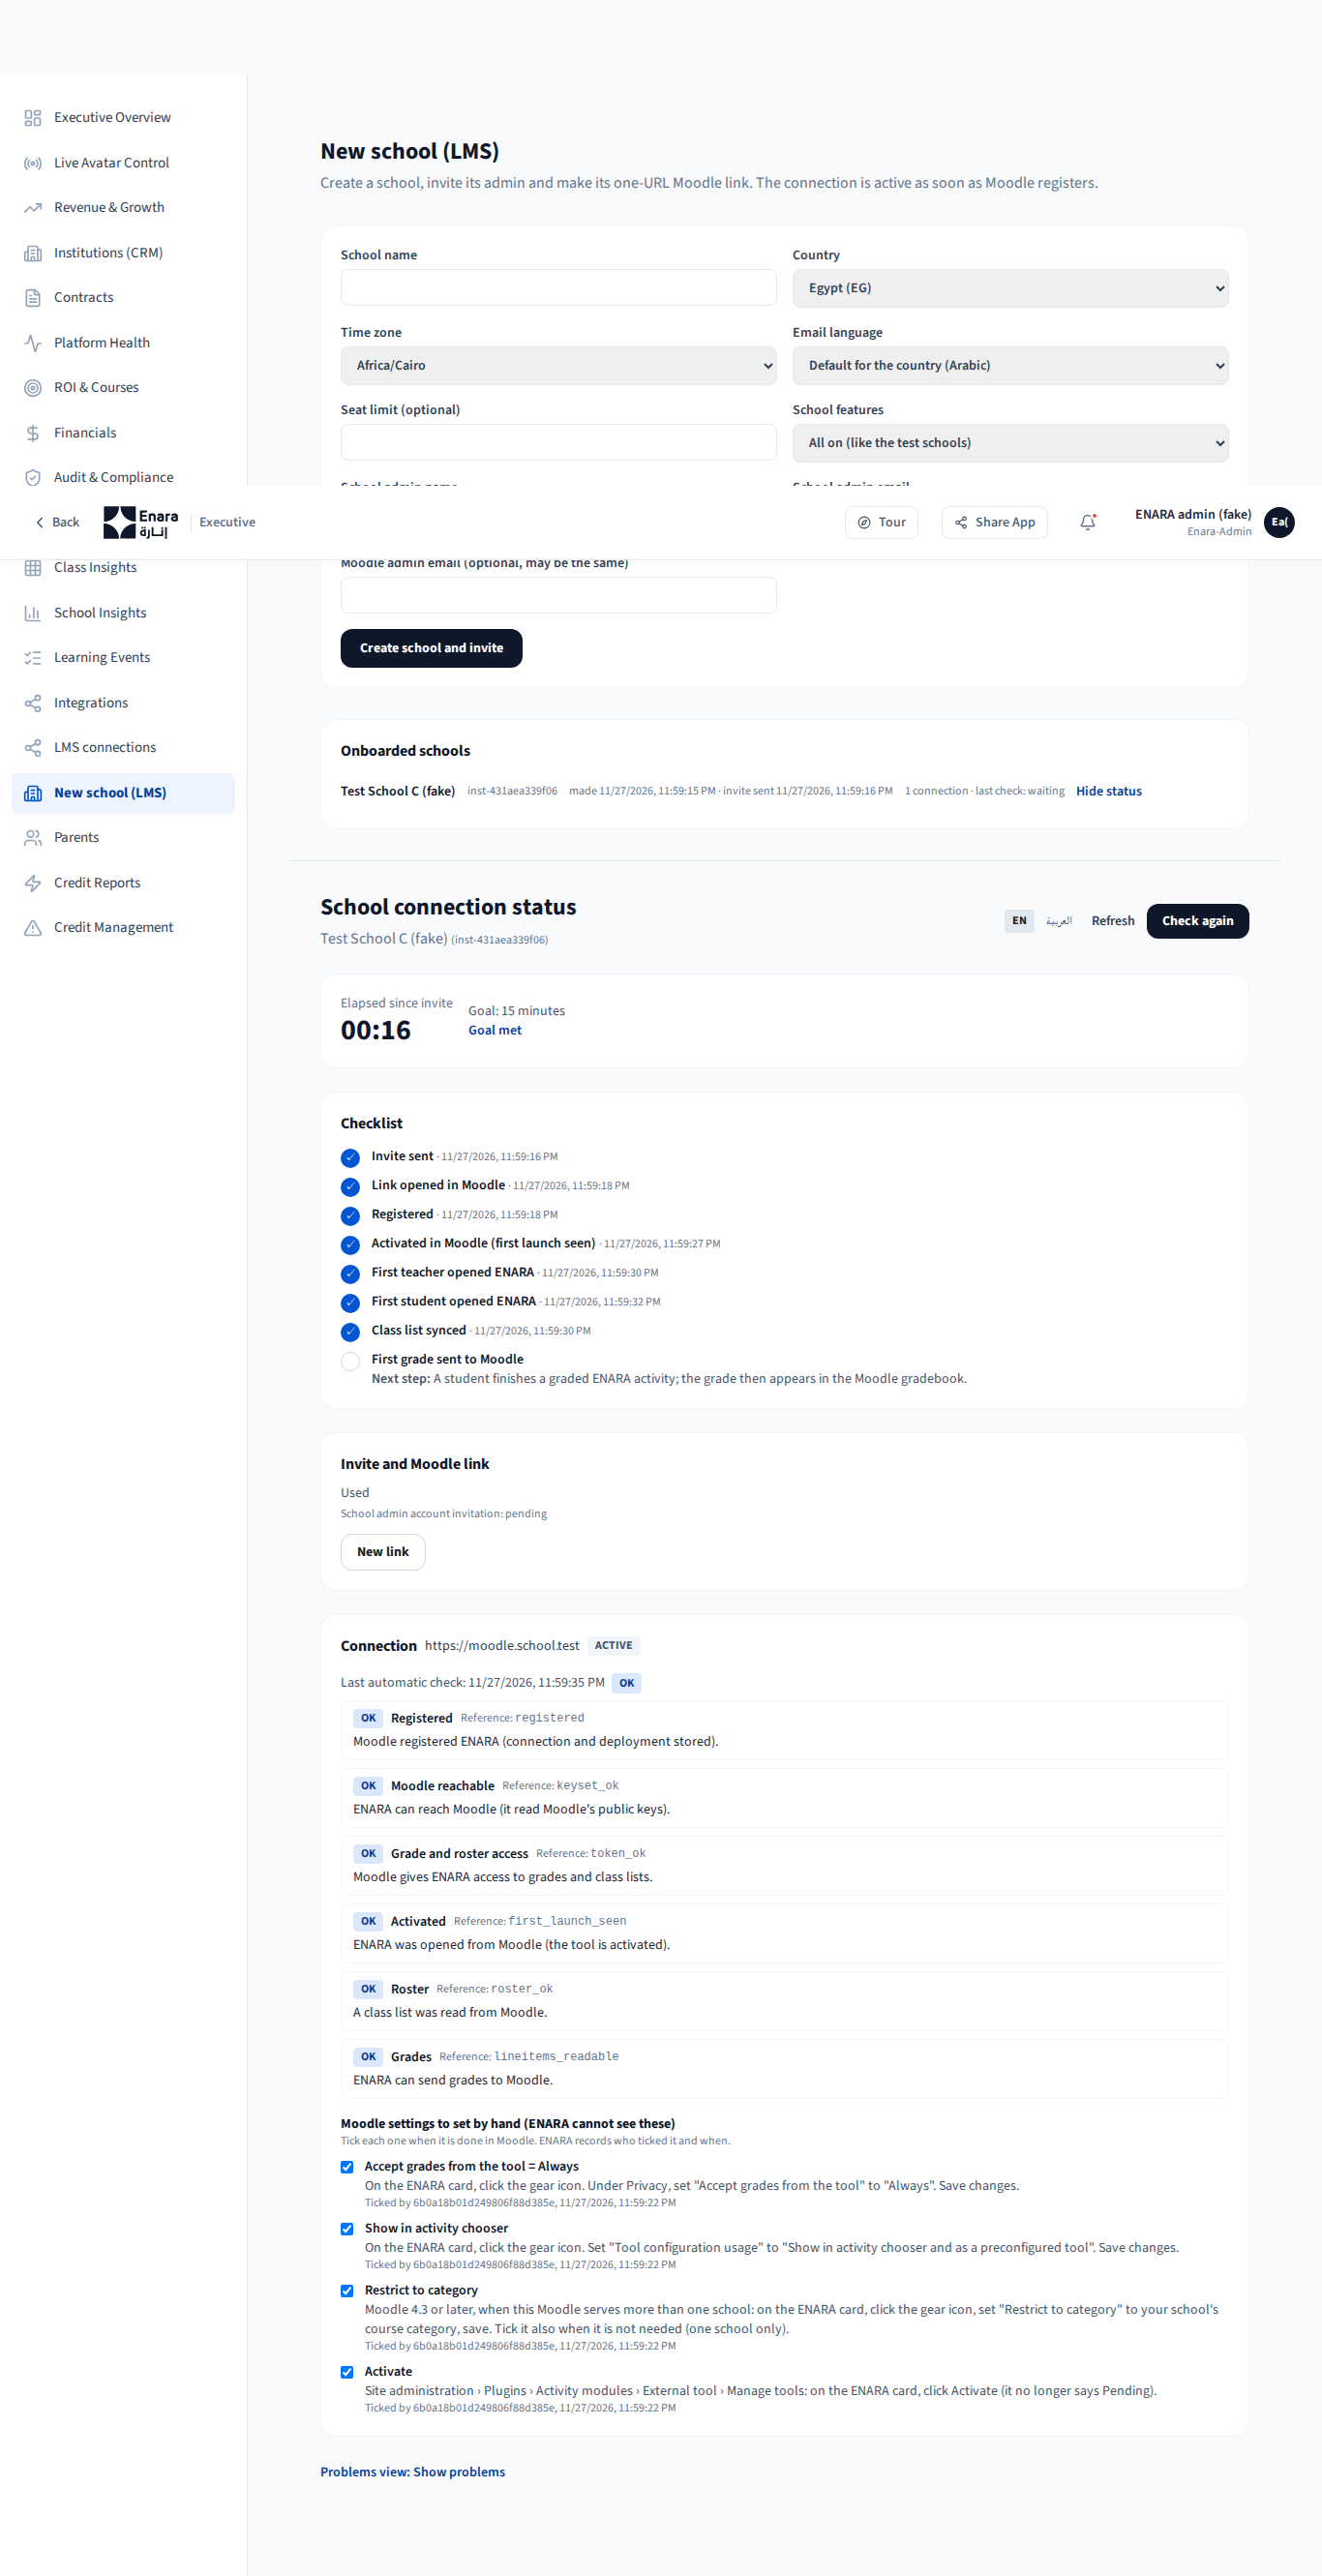 Executive Overview
Live Avatar Control
Revenue & Growth
Institutions (CRM)
Contracts
Platform Health
ROI & Courses
Financials
Audit & Compliance
Back
Enara
إنارة
Executive
Tour
Share App
ENARA admin (fake)
Enara-Admin
Ea(
Class Insights
School Insights
Learning Events
Integrations
LMS connections
New school (LMS)
Parents
Credit Reports
Credit Management
New school (LMS)
Create a school, invite its admin and make its one-URL Moodle link. The connection is active as soon as Moodle registers.
School name
Country
Egypt (EG)
Time zone
Africa/Cairo
Email language
Default for the country (Arabic)
Seat limit (optional)
School features
All on (like the test schools)
School admin name
School admin email
Moodle admin email (optional, may be the same)
Create school and invite
Onboarded schools
Test School C (fake) inst-431aea339f06 made 11/27/2026, 11:59:15 PM · invite sent 11/27/2026, 11:59:16 PM 1 connection · last check: waiting Hide status
School connection status
Test School C (fake) (inst-431aea339f06)
EN العربية Refresh Check again
Elapsed since invite
00:16
Goal: 15 minutes
Goal met
Checklist
Invite sent · 11/27/2026, 11:59:16 PM
Link opened in Moodle · 11/27/2026, 11:59:18 PM
Registered · 11/27/2026, 11:59:18 PM
Activated in Moodle (first launch seen) · 11/27/2026, 11:59:27 PM
First teacher opened ENARA · 11/27/2026, 11:59:30 PM
First student opened ENARA · 11/27/2026, 11:59:32 PM
Class list synced · 11/27/2026, 11:59:30 PM
First grade sent to Moodle
Next step: A student finishes a graded ENARA activity; the grade then appears in the Moodle gradebook.
Invite and Moodle link
Used
School admin account invitation: pending
New link
Connection https://moodle.school.test ACTIVE
Last automatic check: 11/27/2026, 11:59:35 PM OK
OK Registered Reference: registered
Moodle registered ENARA (connection and deployment stored).
OK Moodle reachable Reference: keyset_ok
ENARA can reach Moodle (it read Moodle's public keys).
OK Grade and roster access Reference: token_ok
Moodle gives ENARA access to grades and class lists.
OK Activated Reference: first_launch_seen
ENARA was opened from Moodle (the tool is activated).
OK Roster Reference: roster_ok
A class list was read from Moodle.
OK Grades Reference: lineitems_readable
ENARA can send grades to Moodle.
Moodle settings to set by hand (ENARA cannot see these)
Tick each one when it is done in Moodle. ENARA records who ticked it and when.
Accept grades from the tool = Always
On the ENARA card, click the gear icon. Under Privacy, set "Accept grades from the tool" to "Always". Save changes.
Ticked by 6b0a18b01d249806f88d385e, 11/27/2026, 11:59:22 PM
Show in activity chooser
On the ENARA card, click the gear icon. Set "Tool configuration usage" to "Show in activity chooser and as a preconfigured tool". Save changes.
Ticked by 6b0a18b01d249806f88d385e, 11/27/2026, 11:59:22 PM
Restrict to category
Moodle 4.3 or later, when this Moodle serves more than one school: on the ENARA card, click the gear icon, set "Restrict to category" to your school's
course category, save. Tick it also when it is not needed (one school only).
Ticked by 6b0a18b01d249806f88d385e, 11/27/2026, 11:59:22 PM
Activate
Site administration › Plugins › Activity modules › External tool › Manage tools: on the ENARA card, click Activate (it no longer says Pending).
Ticked by 6b0a18b01d249806f88d385e, 11/27/2026, 11:59:22 PM
Problems view: Show problems